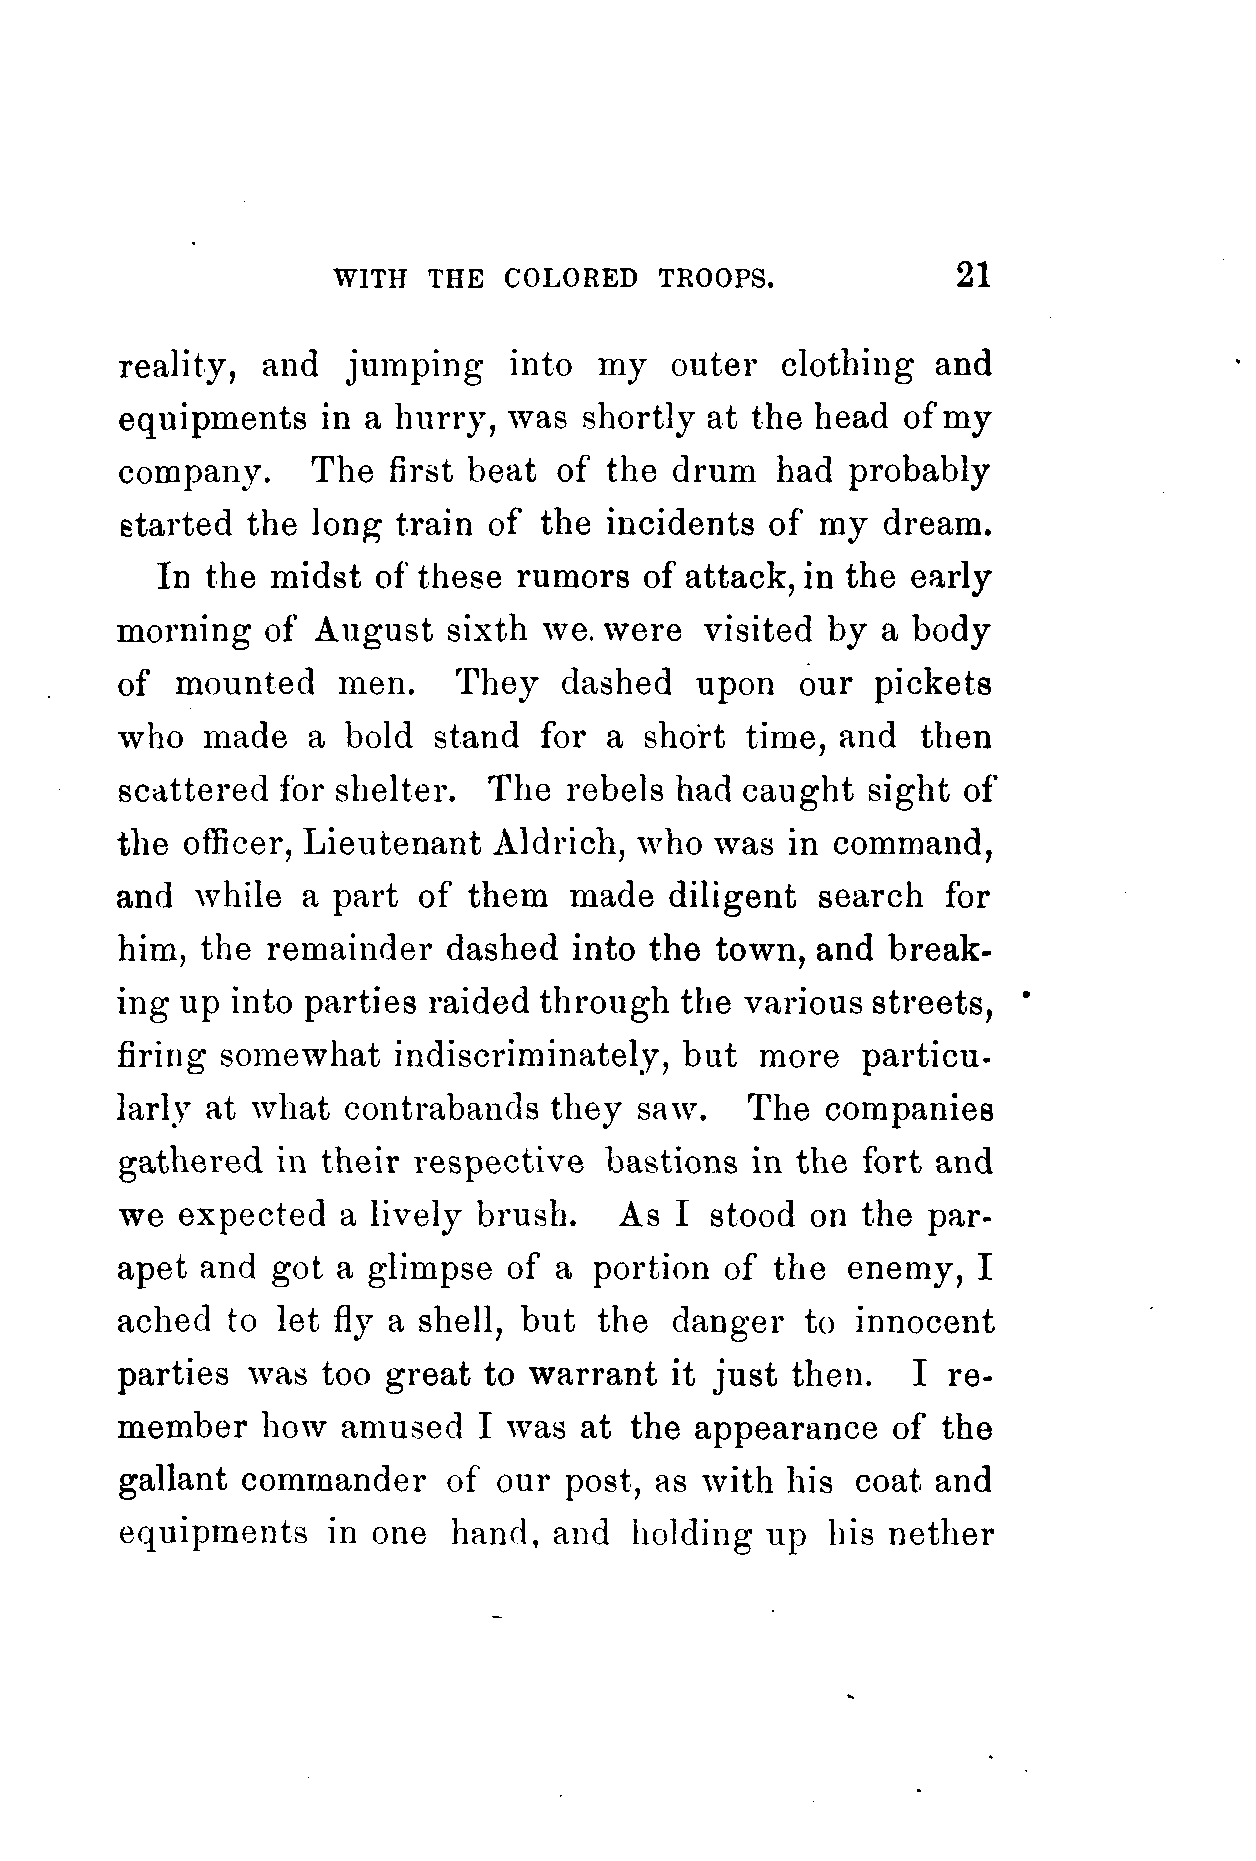 WITH THE COLORED TROOPS. 21
reality, and jumping into my outer clothing and
equipments in a hurry, was shortly at the head of my
company. The first beat of the drum had probably
started the long train of the incidents of my dream.
In the midst of these rumors of attack, in the early
morning of August sixth we. were visited by a body
of mounted men. They dashed upon our pickets
who made a bold stand for a short time, and then
scattered for shelter. The rebels had caught sight of
the officer, Lieutenant Aldrich, who was in command,
and while a part of them made diligent search for
him, the remainder dashed into the town, and break-
ing up into parties raided through the various streets,
firing somewhat indiscriminately, but more particu-
larly at what contrabands they saw. The companies
gathered in their respective bastions in the fort and
we expected a lively brush. As I stood on the par-
apet and got a glimpse of a portion of the enemy, I
ached to let fly a shell, but the danger to innocent
parties was too great to warrant it just then. I re-
member how amused I was at the appearance of the
gallant commander of our post, as with his coat and
equipments in one hand, and holding up his nether